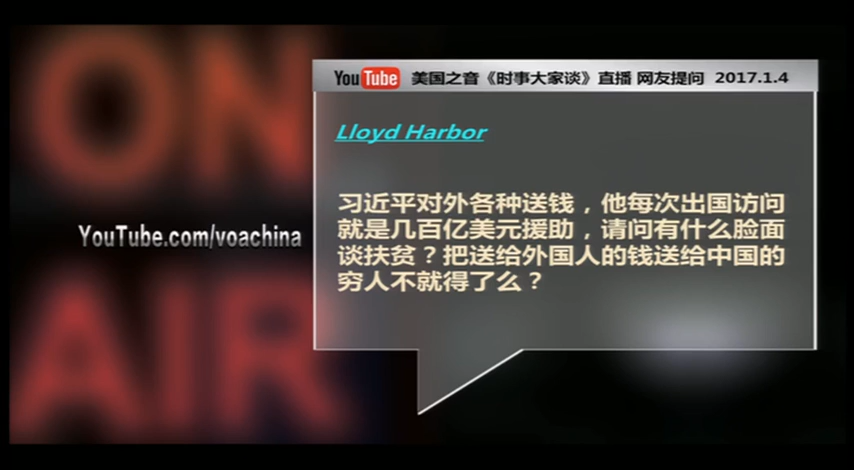 ON
AIR
YouTube.com/voachina
YouTube 美国之音《时事大家谈》直播 网友提问 2017.1.4
Lloyd Harbor
习近平对外各种送钱，他每次出国访问
就是几百亿美元援助，请问有什么脸面
谈扶贫？把送给外国人的钱送给中国的
穷人不就得了么？